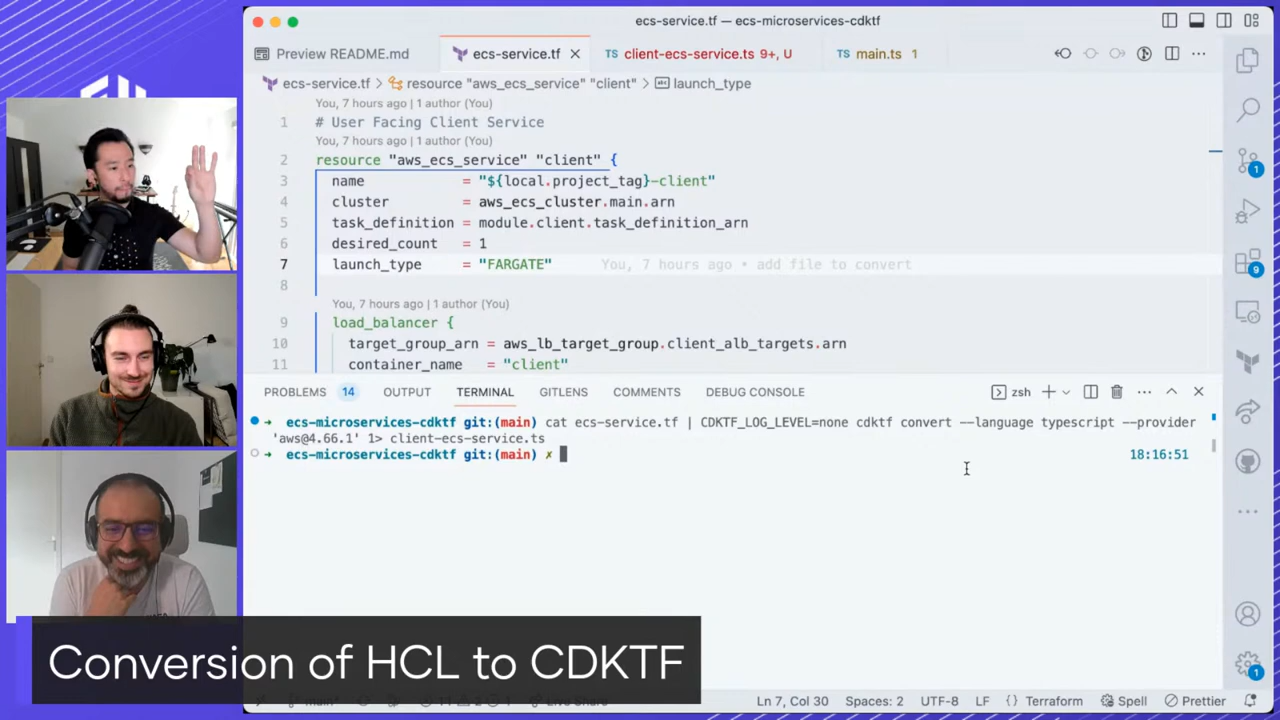 ecs-service.tf — ecs-microservices-cdktf
Preview README.md
ecs-service.tf
client-ecs-service.ts 9+, U
TS main.ts 1
ecs-service.tf > resource "aws_ecs_service" "client" > launch_type
You, 7 hours ago | 1 author (You)
1 # User Facing Client Service
You, 7 hours ago | 1 author (You)
2 resource "aws_ecs_service" "client" {
3 name = "${local.project_tag}-client"
4 cluster = aws_ecs_cluster.main.arn
5 task_definition = module.client.task_definition_arn
6 desired_count = 1
7 launch_type = "FARGATE" You, 7 hours ago • add file to convert
8
You, 7 hours ago | 1 author (You)
9 load_balancer {
10 target_group_arn = aws_lb_target_group.client_alb_targets.arn
11 container_name = "client"
PROBLEMS 14 OUTPUT TERMINAL GITLENS COMMENTS DEBUG CONSOLE zsh
→ ecs-microservices-cdktf git:(main) cat ecs-service.tf | CDKTF_LOG_LEVEL=none cdktf convert --language typescript --provider
'aws@4.66.1' 1> client-ecs-service.ts
→ ecs-microservices-cdktf git:(main) ✗ 18:16:51
1
9
1
Conversion of HCL to CDKTF
Ln 7, Col 30 Spaces: 2 UTF-8 LF {} Terraform Spell Prettier